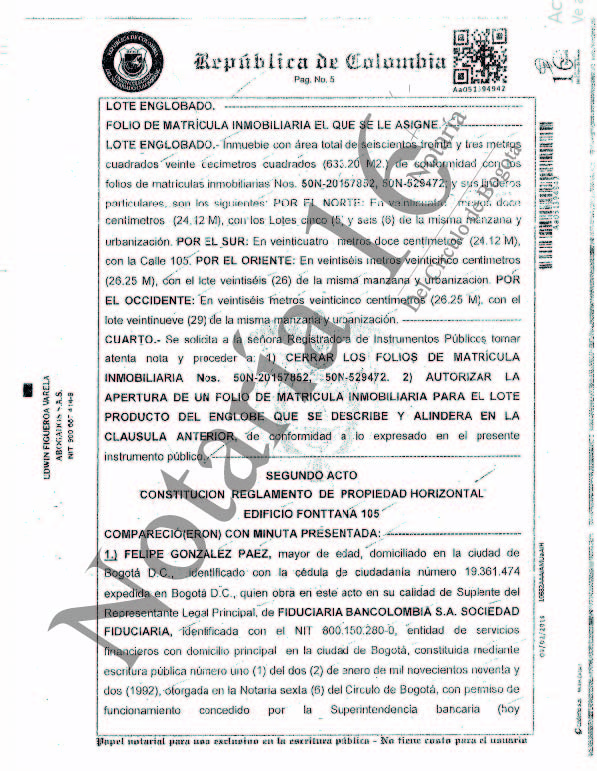 República de Colombia
Pag. No. 5
Aa051394942
LOTE ENGLOBADO.
FOLIO DE MATRÍCULA INMOBILIARIA EL QUE SE LE ASIGNE
LOTE ENGLOBADO.- Inmueble con área total de seiscientos treinta y tres metros
cuadrados veinte decímetros cuadrados (633.20 M2.) de conformidad con los
folios de matrículas inmobiliarias Nos. 50N-20157852, 50N-529472, y sus linderos
particulares, son los siguientes: POR EL NORTE: En veinticuatro metros doce
centímetros (24.12 M), con los Lotes cinco (5) y seis (6) de la misma manzana y
urbanización. POR EL SUR: En veinticuatro metros doce centímetros (24.12 M),
con la Calle 105. POR EL ORIENTE: En veintiséis metros veinticinco centímetros
(26.25 M), con el lote veintiséis (26) de la misma manzana y urbanización. POR
EL OCCIDENTE: En veintiséis metros veinticinco centímetros (26.25 M), con el
lote veintinueve (29) de la misma manzana y urbanización.
CUARTO.- Se solicita a la señora Registradora de Instrumentos Públicos tomar
atenta nota y proceder a: 1) CERRAR LOS FOLIOS DE MATRÍCULA
INMOBILIARIA Nos. 50N-20157852, 50N-529472. 2) AUTORIZAR LA
APERTURA DE UN FOLIO DE MATRICULA INMOBILIARIA PARA EL LOTE
PRODUCTO DEL ENGLOBE QUE SE DESCRIBE Y ALINDERA EN LA
CLAUSULA ANTERIOR, de conformidad a lo expresado en el presente
instrumento público.
SEGUNDO ACTO
CONSTITUCION REGLAMENTO DE PROPIEDAD HORIZONTAL
EDIFICIO FONTTANA 105
COMPARECIÓ(ERON) CON MINUTA PRESENTADA:
1.) FELIPE GONZÁLEZ PAEZ, mayor de edad, domiciliado en la ciudad de
Bogotá D.C., identificado con la cédula de ciudadanía número 19.361.474
expedida en Bogotá D.C., quien obra en este acto en su calidad de Suplente del
Representante Legal Principal, de FIDUCIARIA BANCOLOMBIA S.A. SOCIEDAD
FIDUCIARIA, identificada con el NIT 800.150.280-0, entidad de servicios
financieros con domicilio principal en la ciudad de Bogotá, constituida mediante
escritura pública número uno (1) del dos (2) de enero de mil novecientos noventa y
dos (1992), otorgada en la Notaría sexta (6) del Circulo de Bogotá, con permiso de
funcionamiento concedido por la Superintendencia bancaria (hoy
Papel notarial para uso exclusivo en la escritura pública - No tiene costo para el usuario
EDWIN FIGUEROA VARELA
ABOGADOS S.A.S.
Notaría 16
Notaría
Del Circulo de Bogotá